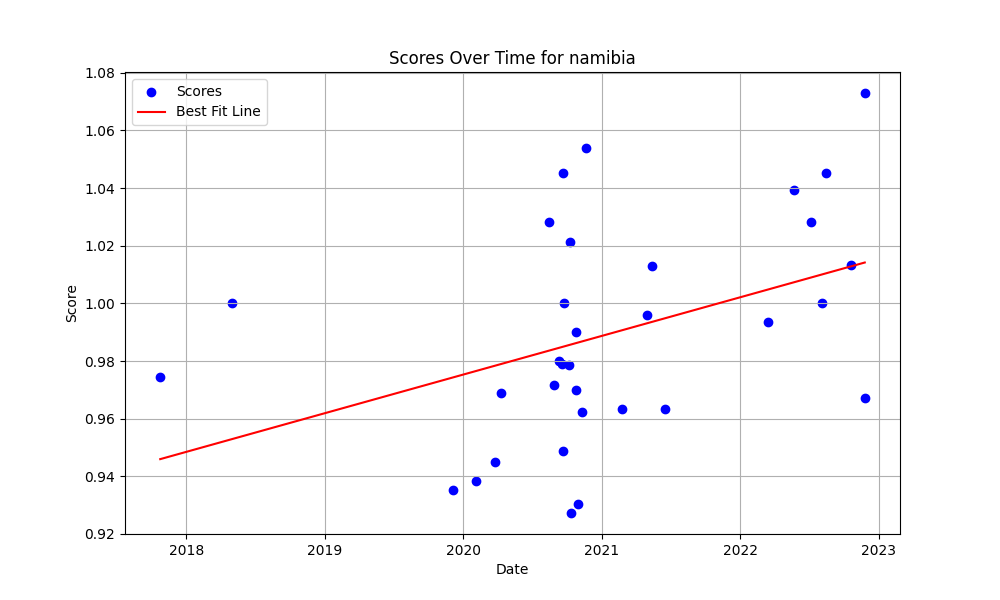 Scores Over Time for namibia
Scores
Best Fit Line
1.08
1.06
1.04
1.02
1.00
0.98
0.96
0.94
0.92
Score
2018 2019 2020 2021 2022 2023
Date